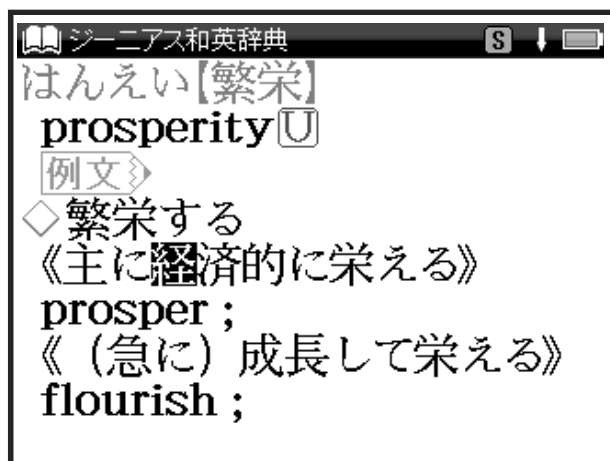 ジーニアス和英辞典 S
はんえい【繁栄】
prosperity U
例文
◇繁栄する
《主に経済的に栄える》
prosper ;
《（急に）成長して栄える》
flourish ;